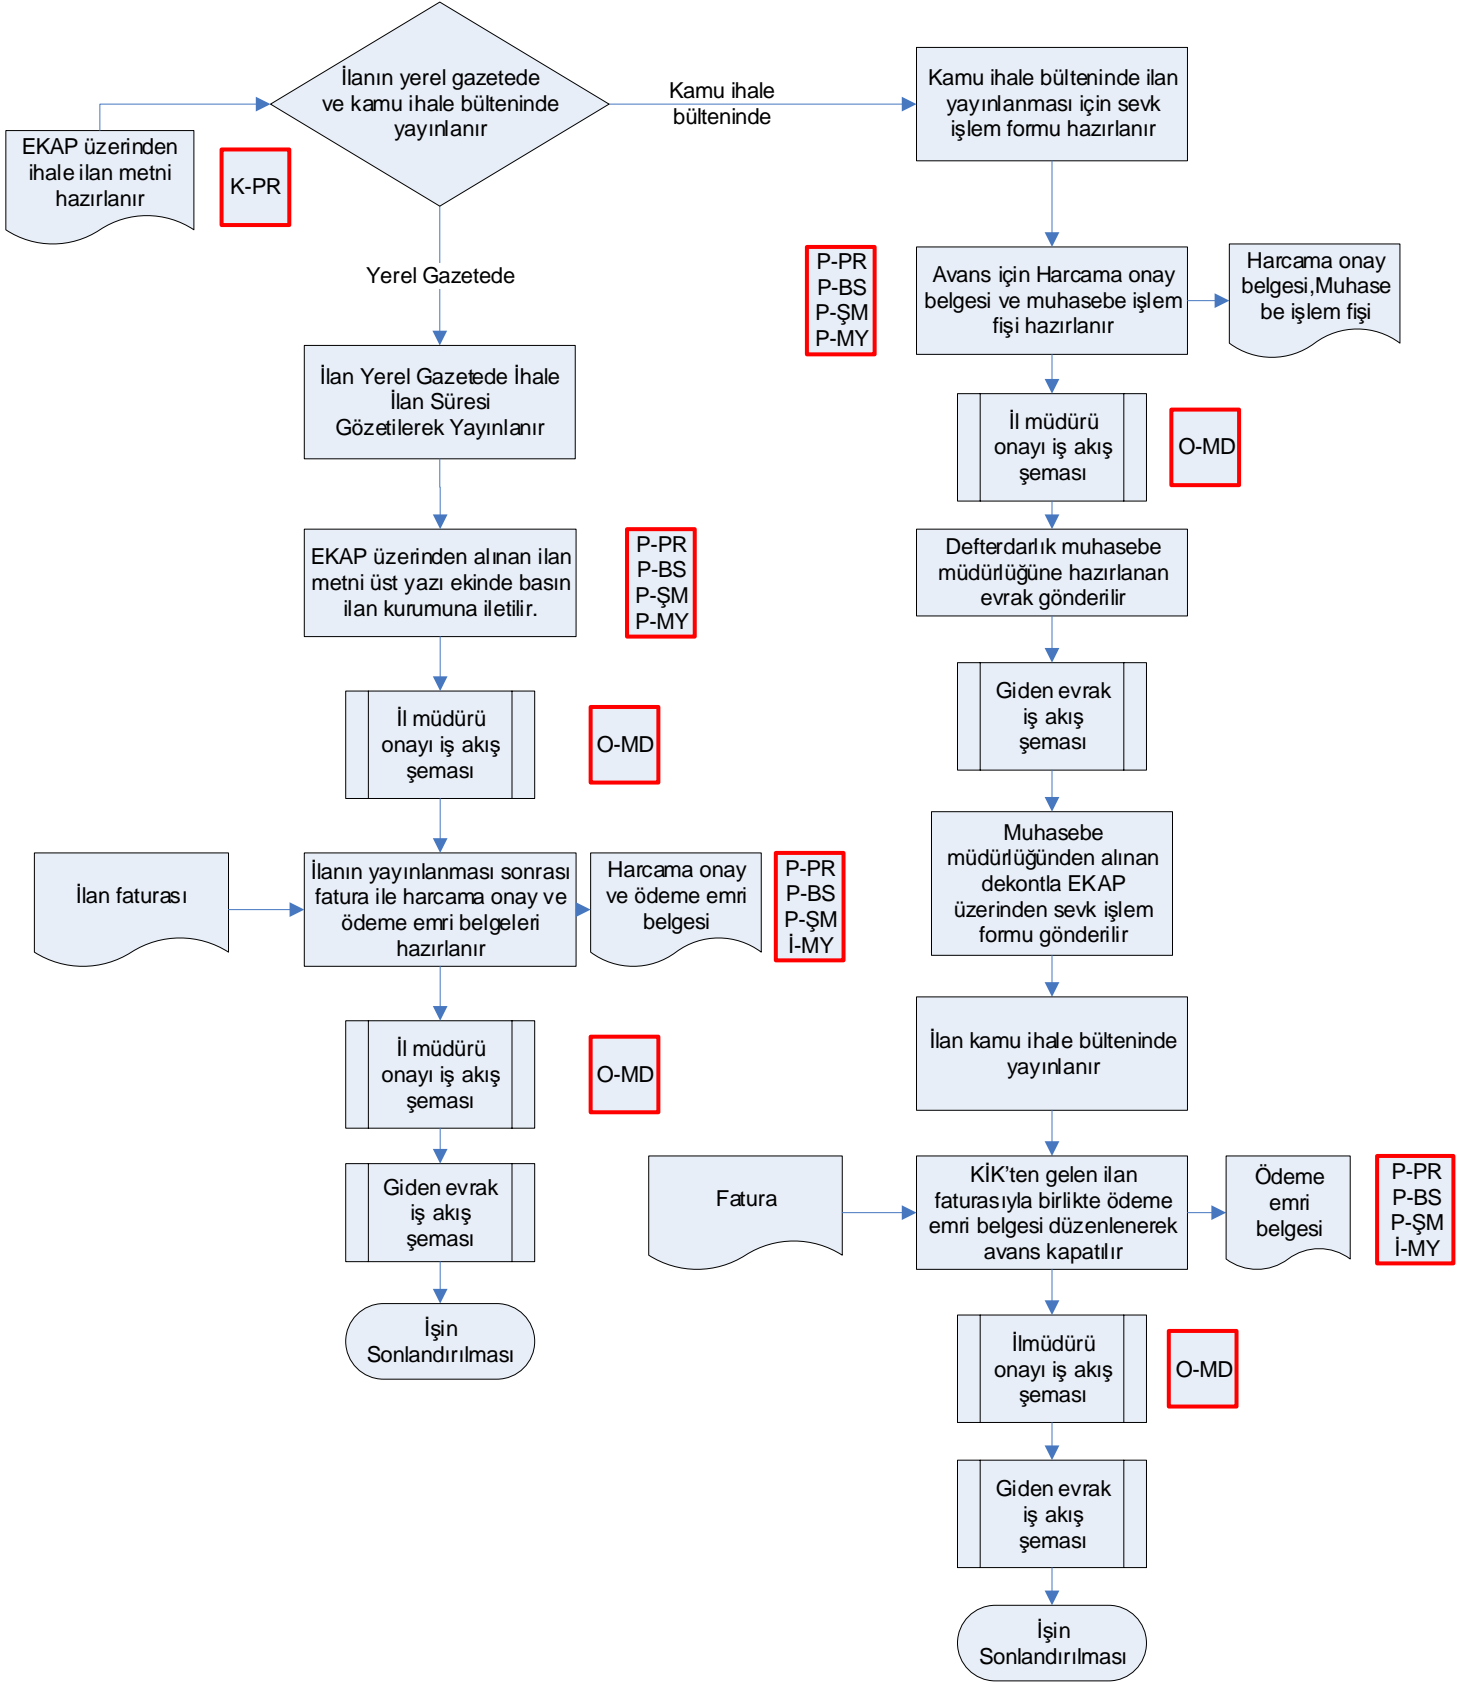 İlanın yerel gazetede
ve kamu ihale bülteninde
yayınlanır
EKAP üzerinden
ihale ilan metni
hazırlanır
K-PR
Kamu ihale
bülteninde
Kamu ihale bülteninde ilan
yayınlanması için sevk
işlem formu hazırlanır
Yerel Gazetede
P-PR
P-BS
P-ŞM
P-MY
Avans için Harcama onay
belgesi ve muhasebe işlem
fişi hazırlanır
Harcama onay
belgesi,Muhase
be işlem fişi
İlan Yerel Gazetede İhale
İlan Süresi
Gözetilerek Yayınlanır
İl müdürü
onayı iş akış
şeması
O-MD
EKAP üzerinden alınan ilan
metni üst yazı ekinde basın
ilan kurumuna iletilir.
P-PR
P-BS
P-ŞM
P-MY
Defterdarlık muhasebe
müdürlüğüne hazırlanan
evrak gönderilir
İl müdürü
onayı iş akış
şeması
O-MD
Giden evrak
iş akış
şeması
İlan faturası
İlanın yayınlanması sonrası
fatura ile harcama onay ve
ödeme emri belgeleri
hazırlanır
Harcama onay
ve ödeme emri
belgesi
P-PR
P-BS
P-ŞM
İ-MY
Muhasebe
müdürlüğünden alınan
dekontla EKAP
üzerinden sevk işlem
formu gönderilir
İl müdürü
onayı iş akış
şeması
O-MD
İlan kamu ihale bülteninde
yayınlanır
Giden evrak
iş akış
şeması
Fatura
KİK’ten gelen ilan
faturasıyla birlikte ödeme
emri belgesi düzenlenerek
avans kapatılır
Ödeme
emri
belgesi
P-PR
P-BS
P-ŞM
İ-MY
İşin
Sonlandırılması
İlmüdürü
onayı iş akış
şeması
O-MD
Giden evrak
iş akış
şeması
İşin
Sonlandırılması